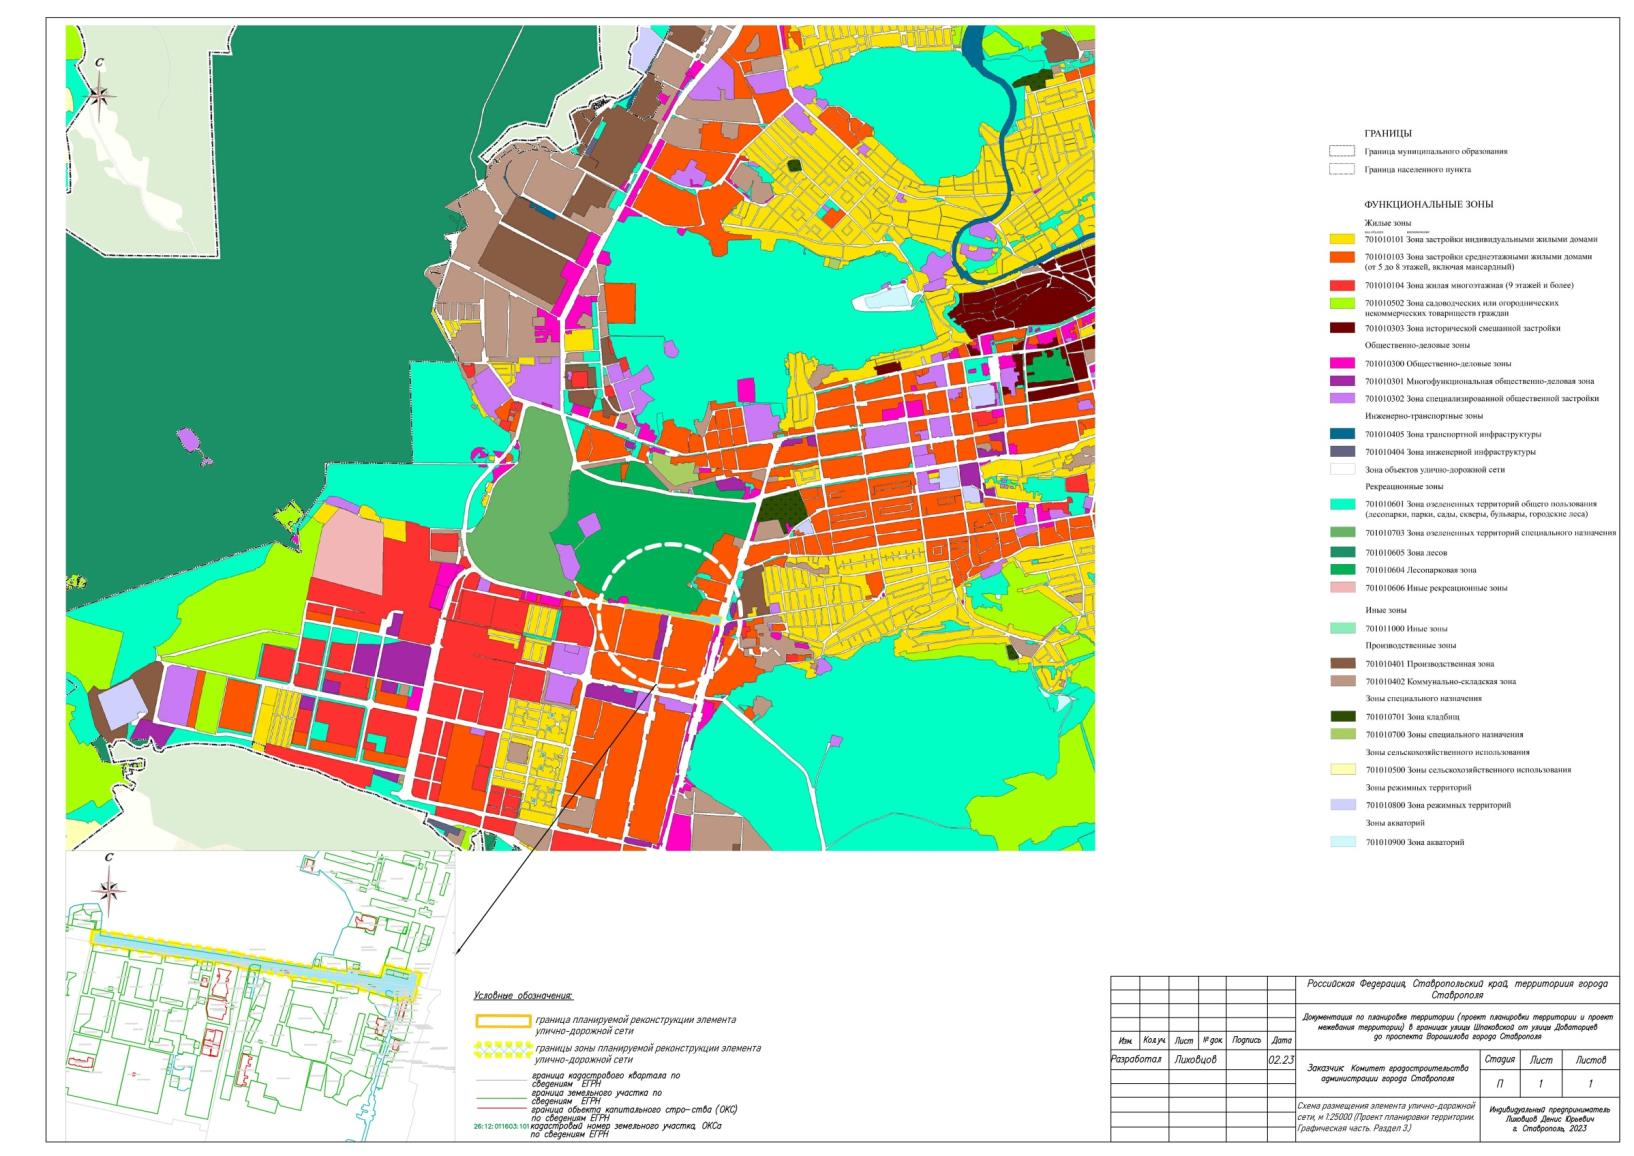 С
ГРАНИЦЫ
Граница муниципального образования
Граница населенного пункта
ФУНКЦИОНАЛЬНЫЕ ЗОНЫ
Жилые зоны
701010101 Зона застройки индивидуальными жилыми домами
701010103 Зона застройки среднеэтажными жилыми домами
(от 5 до 8 этажей, включая мансардный)
701010104 Зона жилая многоэтажная (9 этажей и более)
701010502 Зона садоводческих или огороднических
некоммерческих товариществ граждан
701010303 Зона исторической смешанной застройки
Общественно-деловые зоны
701010300 Общественно-деловые зоны
701010301 Многофункциональная общественно-деловая зона
701010302 Зона специализированной общественной застройки
Инженерно-транспортные зоны
701010405 Зона транспортной инфраструктуры
701010404 Зона инженерной инфраструктуры
Зона объектов улично-дорожной сети
Рекреационные зоны
701010601 Зона озелененных территорий общего пользования
(лесопарки, парки, сады, скверы, бульвары, городские леса)
701010703 Зона озелененных территорий специального назначения
701010605 Зона лесов
701010604 Лесопарковая зона
701010606 Иные рекреационные зоны
Иные зоны
701011000 Иные зоны
Производственные зоны
701010401 Производственная зона
701010402 Коммунально-складская зона
Зоны специального назначения
701010701 Зона кладбищ
701010700 Зоны специального назначения
Зоны сельскохозяйственного использования
701010500 Зоны сельскохозяйственного использования
Зоны режимных территорий
701010800 Зона режимных территорий
Зоны акваторий
701010900 Зона акваторий
С
Условные обозначения:
граница планируемой реконструкции элемента
улично-дорожной сети
границы зоны планируемой реконструкции элемента
улично-дорожной сети
граница кадастрового квартала по
сведениям ЕГРН
граница земельного участка по
сведениям ЕГРН
граница объекта капитального стро-ства (ОКС)
по сведениям ЕГРН
26:12:011603:101 кадастровый номер земельного участка, ОКСа
по сведениям ЕГРН
Российская Федерация, Ставропольский край, территориия города
Ставрополя
Документация по планировке территории (проект планировки территории и проект
межевания территории) в границах улицы Шпаковской от улицы Доваторцев
до проспекта Ворошилова города Ставрополя
Изм. Кол.уч. Лист № док. Подпись Дата
Разработал Лиховцов 02.23
Заказчик: Комитет градостроительства
администрации города Ставрополя
Стадия Лист Листов
П 1 1
Схема размещения элемента улично-дорожной
сети, м 1:25000 (Проект планировки территории.
Графическая часть. Раздел 3.)
Индивидуальный предприниматель
Лиховцов Денис Юрьевич
г. Ставрополь, 2023